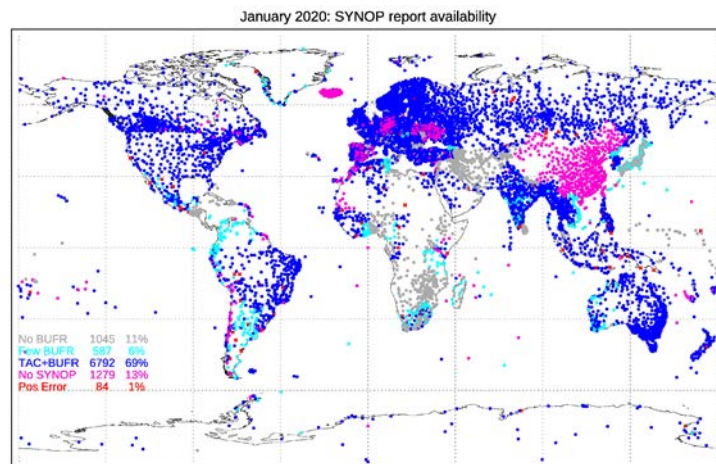 January 2020: SYNOP report availability
No BUFR 1045 11%
Few BUFR 587 6%
TAC+BUFR 6792 69%
No SYNOP 1279 13%
Pos Error 84 1%